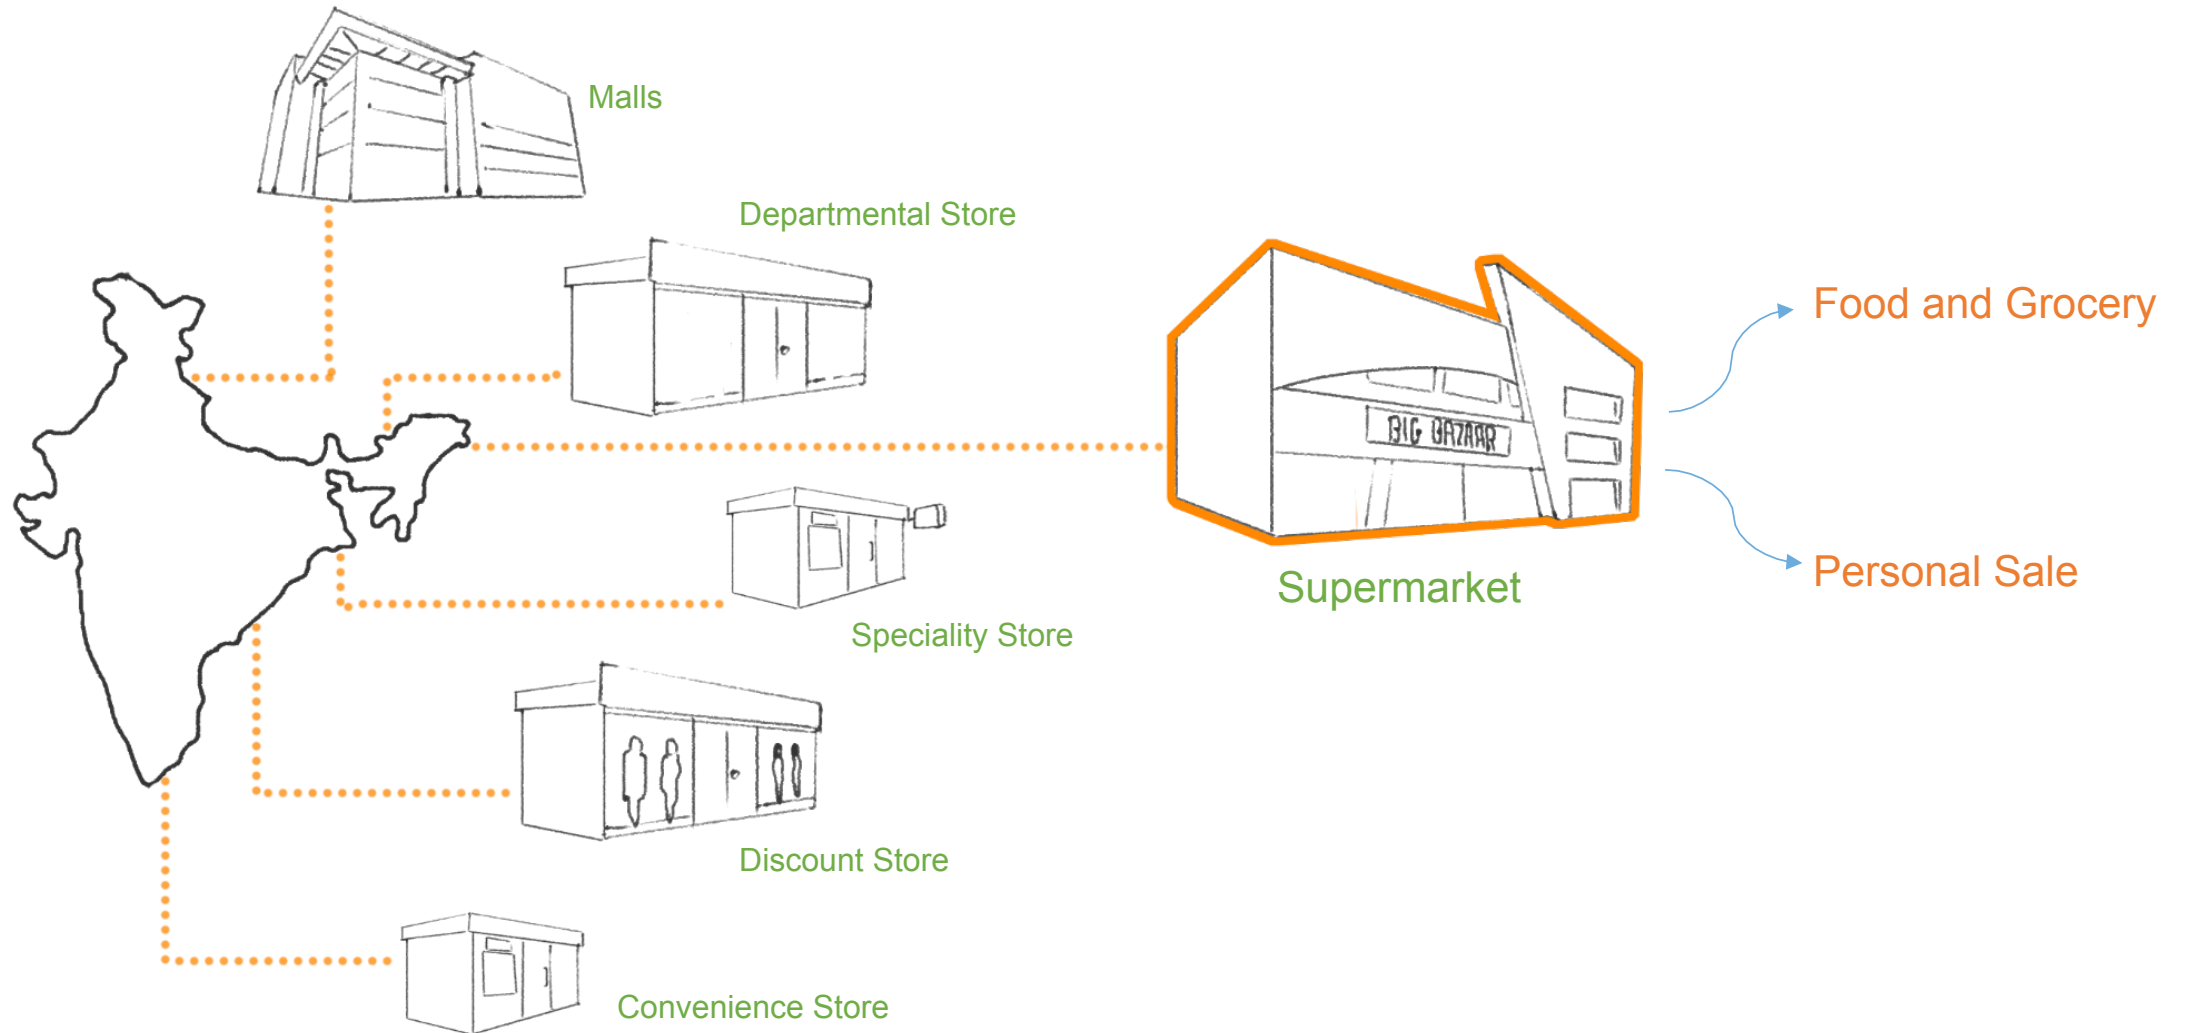 Malls
Departmental Store
BIG BAZAAR
Food and Grocery
Supermarket
Personal Sale
Speciality Store
Discount Store
Convenience Store